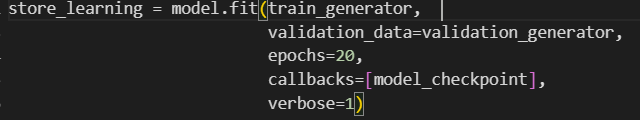 store_learning = model.fit(train_generator,
validation_data=validation_generator,
epochs=20,
callbacks=[model_checkpoint],
verbose=1)